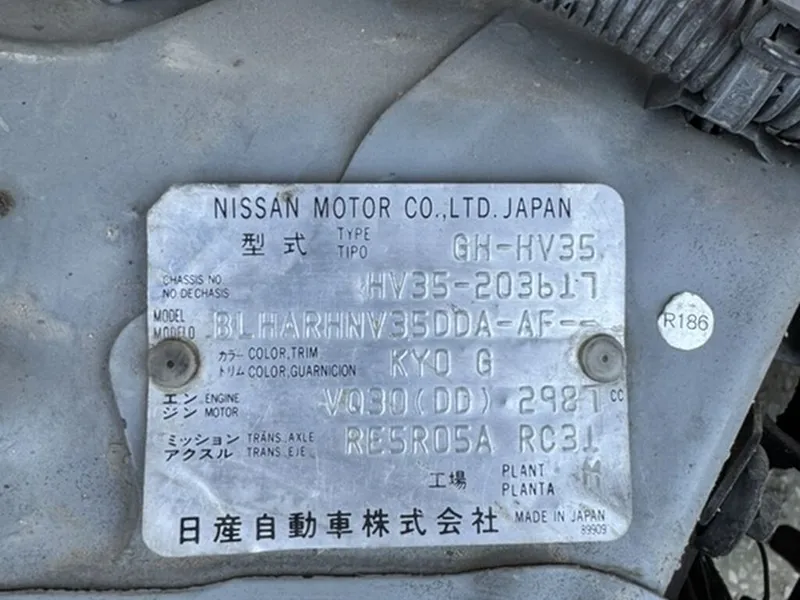 NISSAN MOTOR CO.,LTD. JAPAN
型式 TYPE TIPO GH-HV35
CHASSIS NO NO DE CHASIS HV35-203617
MODEL MODELO BLHARHNV35DDA-AF--
カラー COLOR,TRIM トリム COLOR,GUARNICION KY0 G
エンジン ENGINE MOTOR VQ30(DD) 2987 CC
ミッション アクスル TRANS. AXLE TRANS. EJE RE5R05A RC31
工場 PLANT PLANTA M
日産自動車株式会社 MADE IN JAPAN
89909
R186